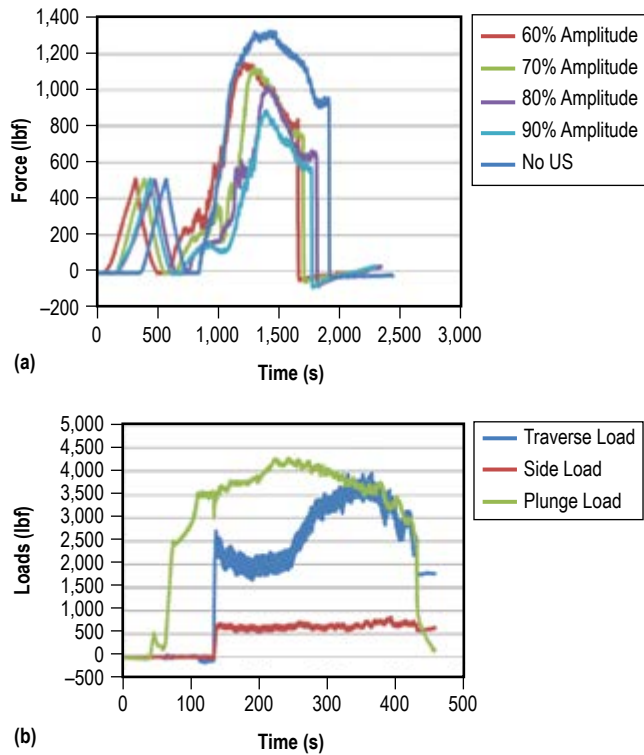 1,400
1,200
1,000
800
600
400
200
0
–200
Force (lbf)
0 500 1,000 1,500 2,000 2,500 3,000
Time (s)
(a)
60% Amplitude
70% Amplitude
80% Amplitude
90% Amplitude
No US
5,000
4,500
4,000
3,500
3,000
2,500
2,000
1,500
1,000
500
0
–500
Loads (lbf)
0 100 200 300 400 500
Time (s)
(b)
Traverse Load
Side Load
Plunge Load